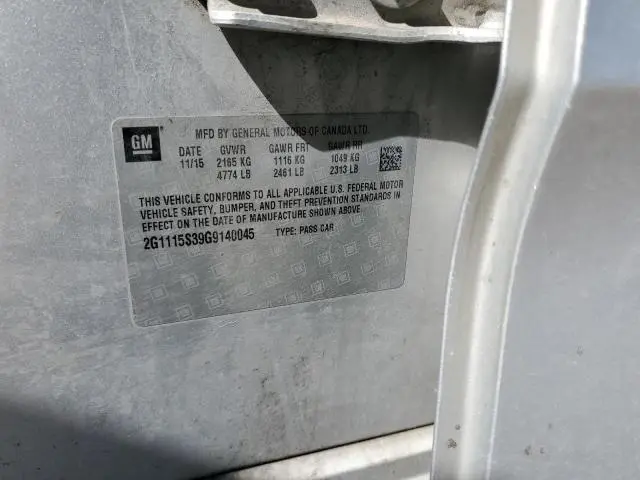 GM
MFD BY GENERAL MOTORS OF CANADA LTD.
DATE GVWR GAWR FRT GAWR RR
11/15 2165 KG 1116 KG 1049 KG
4774 LB 2461 LB 2313 LB
THIS VEHICLE CONFORMS TO ALL APPLICABLE U.S. FEDERAL MOTOR
VEHICLE SAFETY, BUMPER, AND THEFT PREVENTION STANDARDS IN
EFFECT ON THE DATE OF MANUFACTURE SHOWN ABOVE.
2G1115S39G9140045 TYPE: PASS CAR